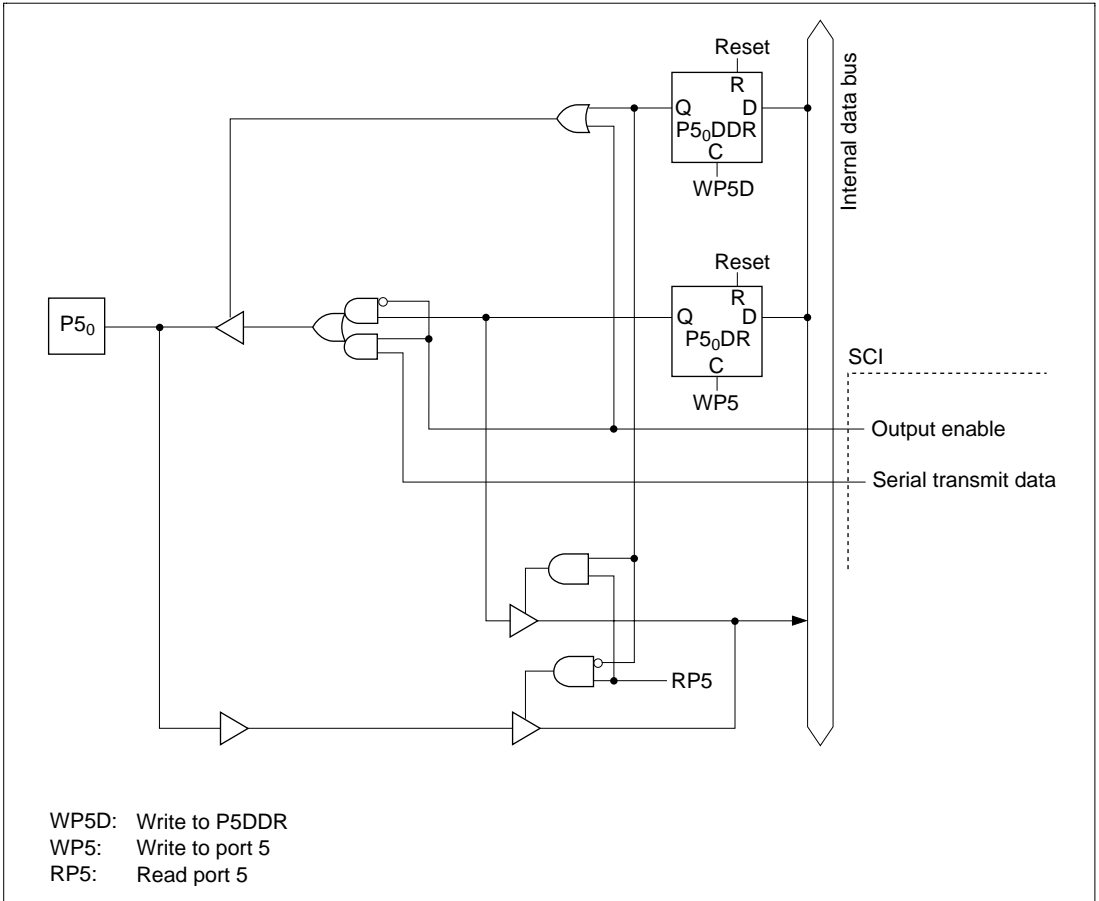 Reset
R
Q D
P5₀DDR
C
WP5D
Internal data bus
Reset
R
Q D
P5₀DR
C
WP5
P5₀
SCI
Output enable
Serial transmit data
RP5
WP5D: Write to P5DDR
WP5: Write to port 5
RP5: Read port 5